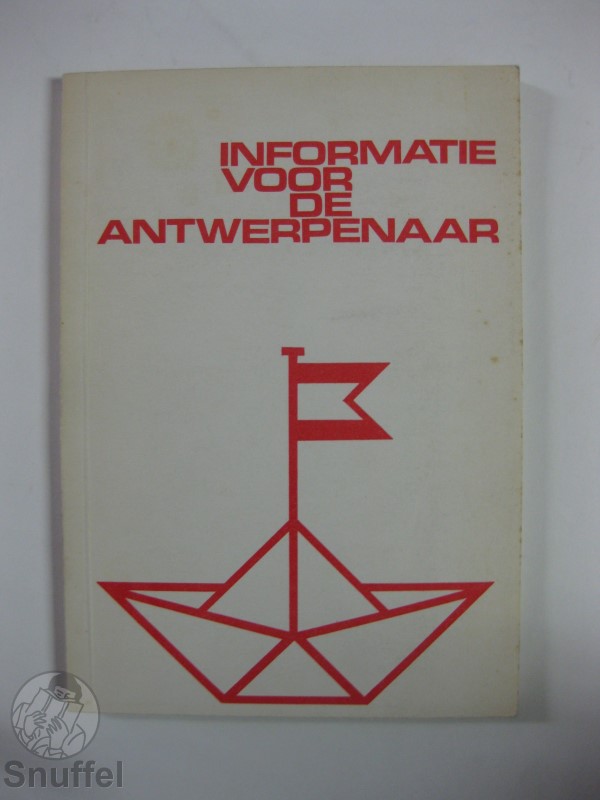 INFORMATIE
VOOR
DE
ANTWERPENAAR
Snuffel